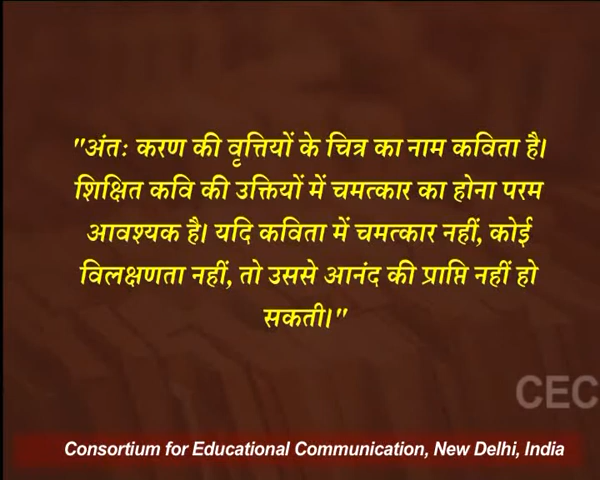 "अंतः करण की वृत्तियों के चित्र का नाम कविता है।
शिक्षित कवि की उक्तियों में चमत्कार का होना परम
आवश्यक है। यदि कविता में चमत्कार नहीं, कोई
विलक्षणता नहीं, तो उससे आनंद की प्राप्ति नहीं हो
सकती।"
CEC
Consortium for Educational Communication, New Delhi, India